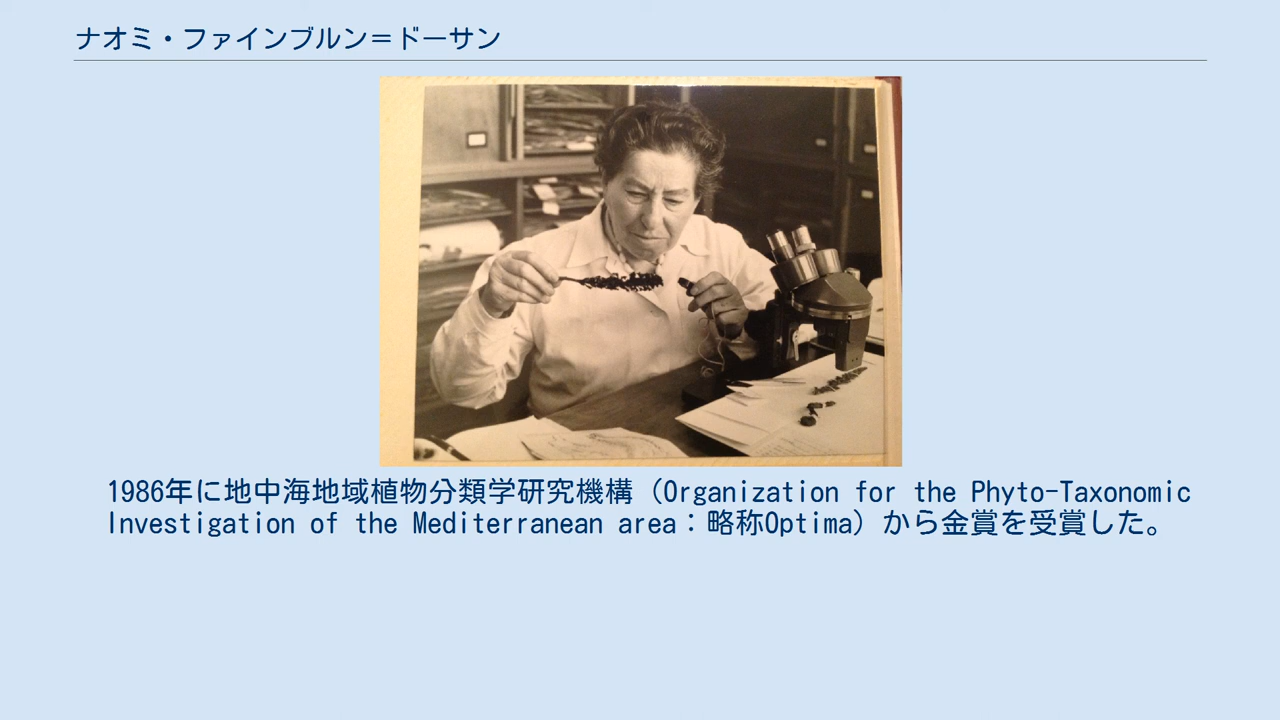 ナオミ・ファインブルン＝ドーサン
1986年に地中海地域植物分類学研究機構（Organization for the Phyto-Taxonomic
Investigation of the Mediterranean area：略称Optima）から金賞を受賞した。